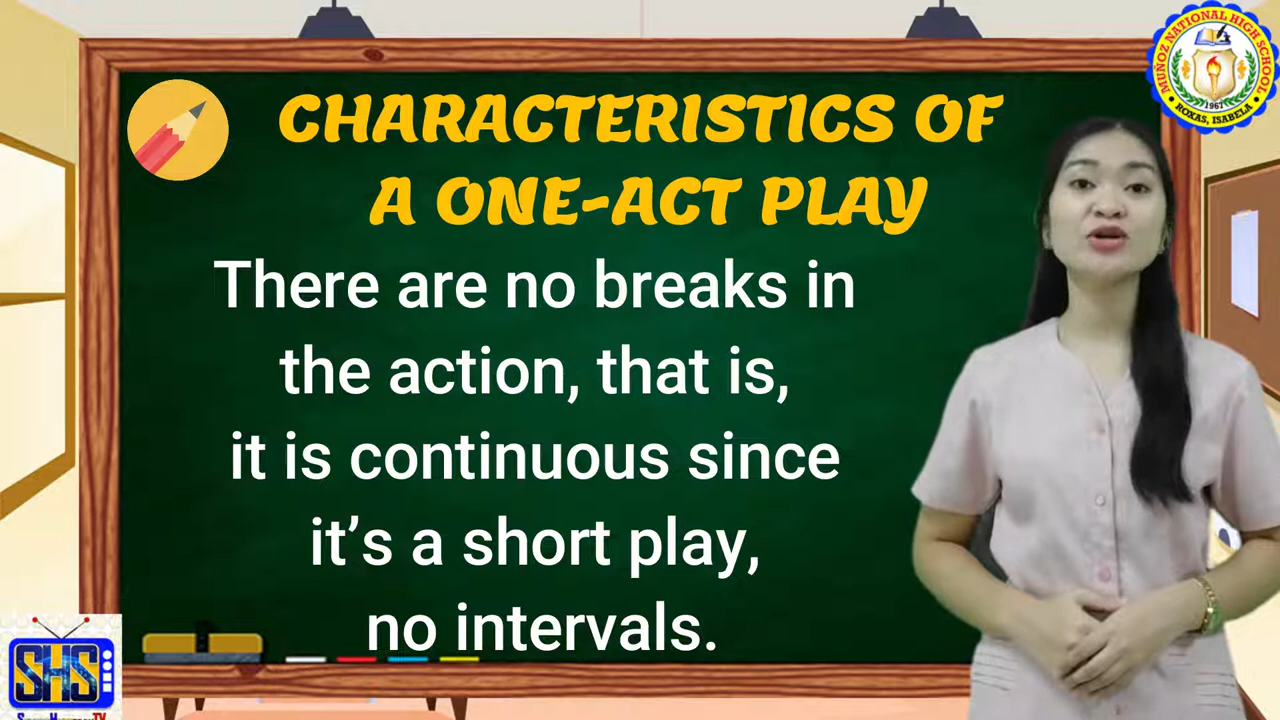 CHARACTERISTICS OF
A ONE-ACT PLAY
There are no breaks in
the action, that is,
it is continuous since
it’s a short play,
no intervals.
MUÑOZ NATIONAL HIGH SCHOOL
ROXAS, ISABELA
1967
SHS